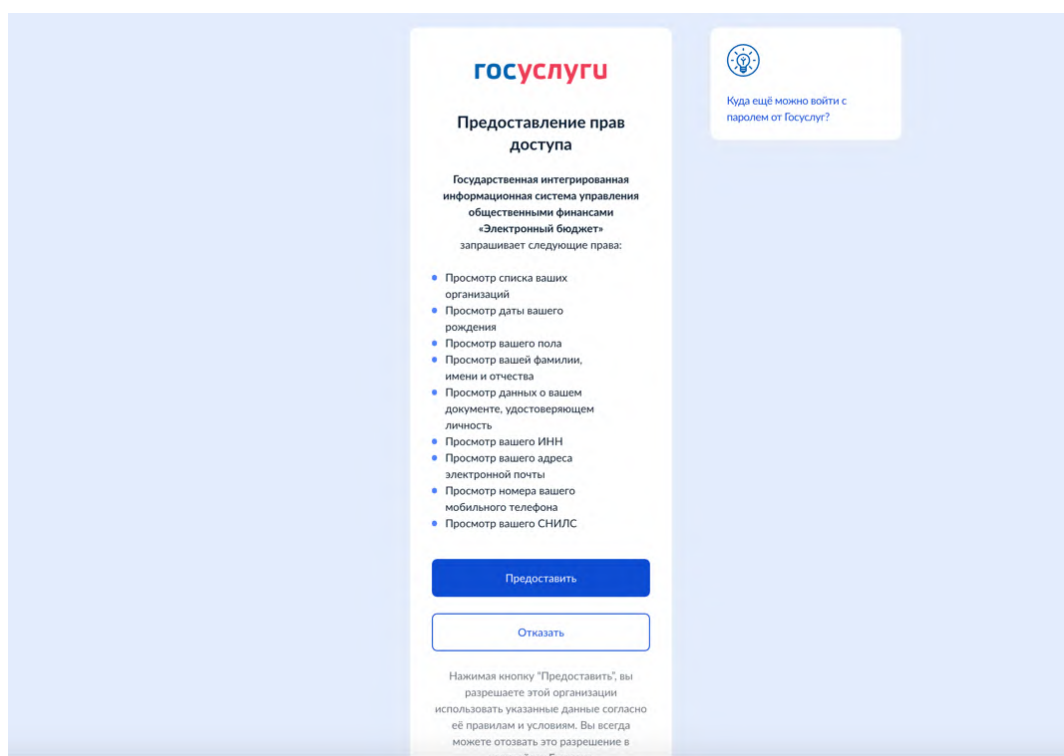 госуслуги
Предоставление прав
доступа
Государственная интегрированная
информационная система управления
общественными финансами
«Электронный бюджет»
запрашивает следующие права:
Просмотр списка ваших
организаций
Просмотр даты вашего
рождения
Просмотр вашего пола
Просмотр вашей фамилии,
имени и отчества
Просмотр данных о вашем
документе, удостоверяющем
личность
Просмотр вашего ИНН
Просмотр вашего адреса
электронной почты
Просмотр номера вашего
мобильного телефона
Просмотр вашего СНИЛС
Предоставить
Отказать
Нажимая кнопку "Предоставить", вы
разрешаете этой организации
использовать указанные данные согласно
её правилам и условиям. Вы всегда
можете отозвать это разрешение в
Куда ещё можно войти с
паролем от Госуслуг?